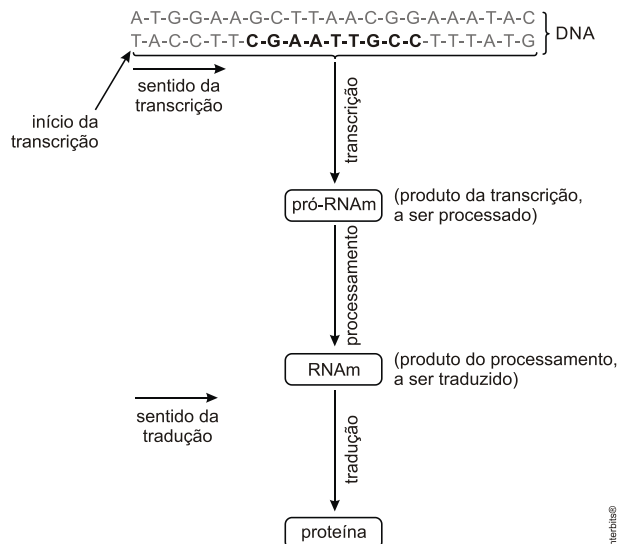 A-T-G-G-A-A-G-C-T-T-A-A-C-G-G-A-A-A-T-A-C
T-A-C-C-T-T-C-G-A-A-T-T-G-C-C-T-T-T-A-T-G
DNA
sentido da
transcrição
início da
transcrição
transcrição
pró-RNAm
(produto da transcrição,
a ser processado)
processamento
RNAm
(produto do processamento,
a ser traduzido)
sentido da
tradução
tradução
proteína